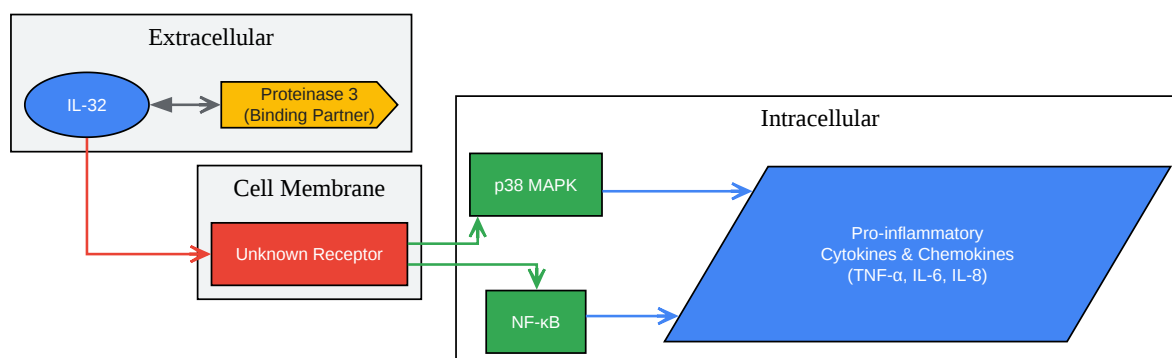 Extracellular
IL-32
Proteinase 3
(Binding Partner)
Cell Membrane
Unknown Receptor
Intracellular
p38 MAPK
NF-κB
Pro-inflammatory
Cytokines & Chemokines
(TNF-α, IL-6, IL-8)